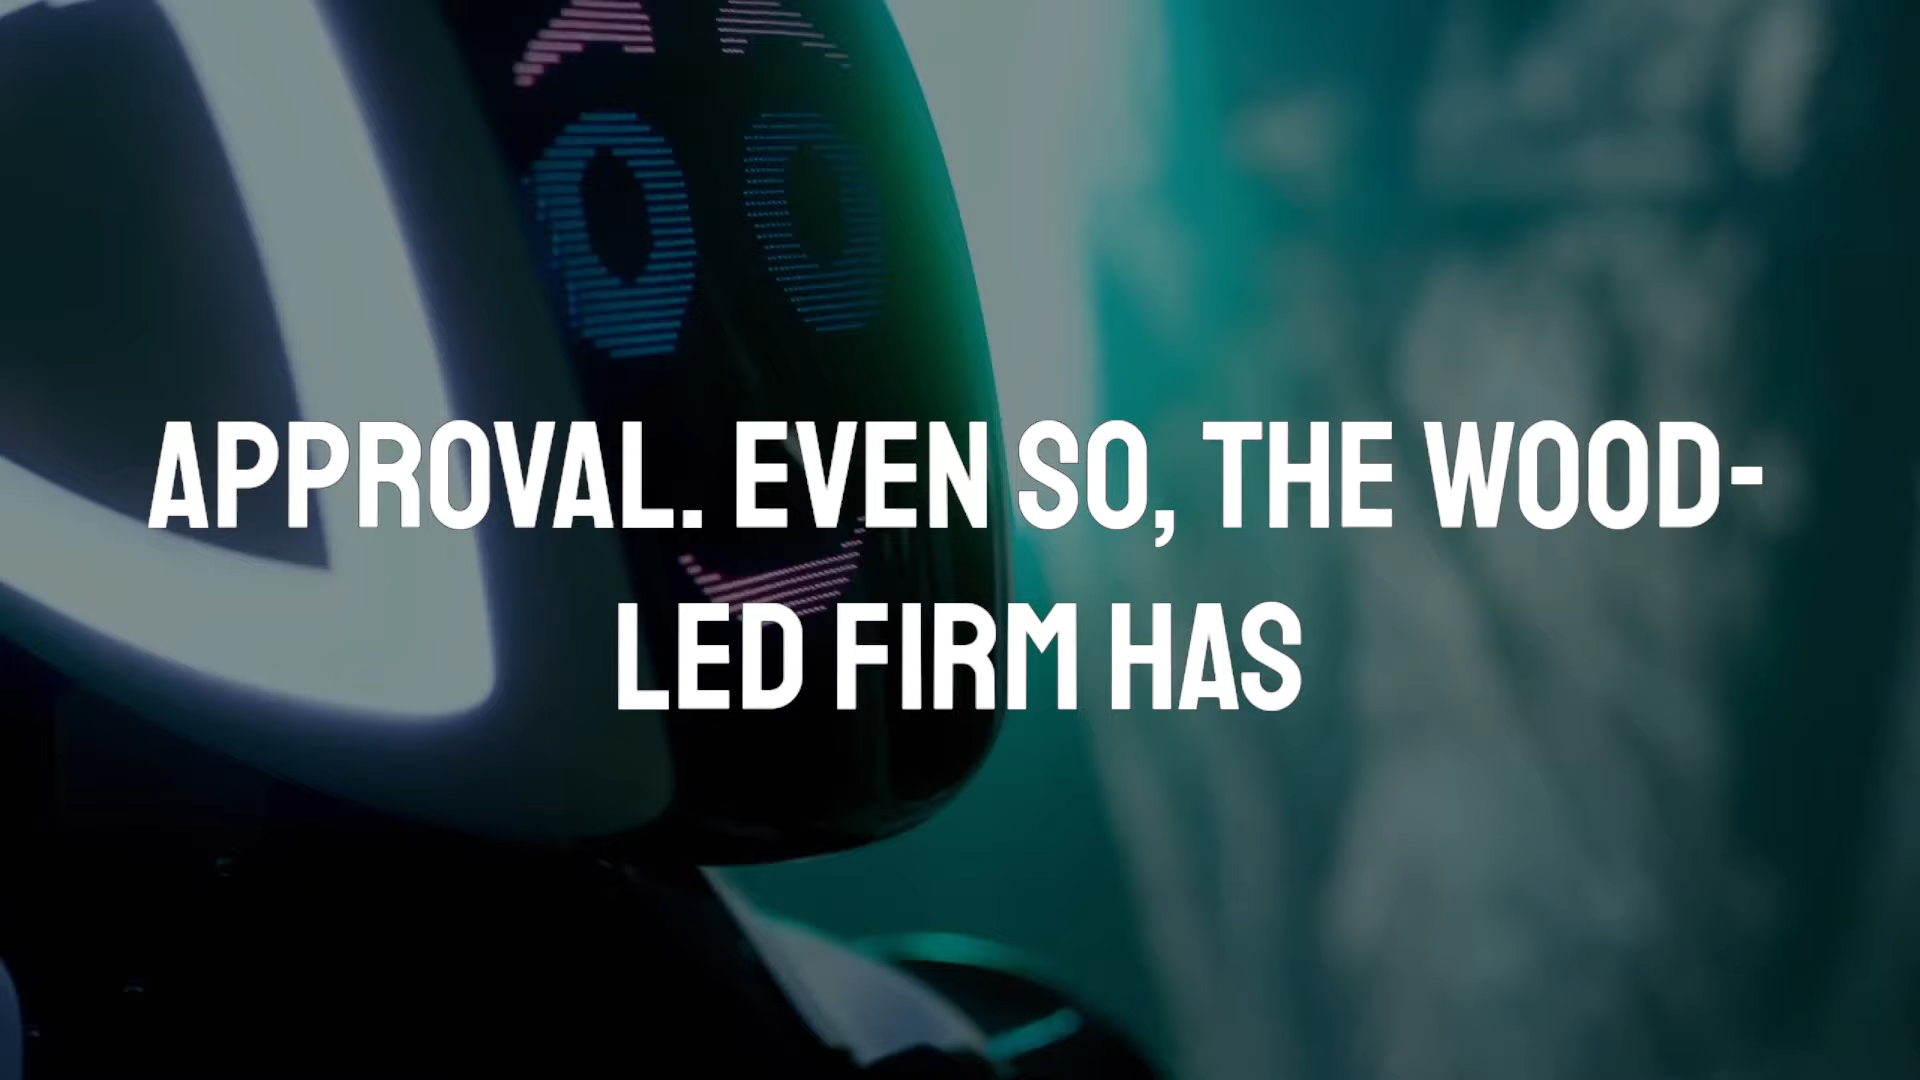 APPROVAL. EVEN SO, THE WOOD-
LED FIRM HAS